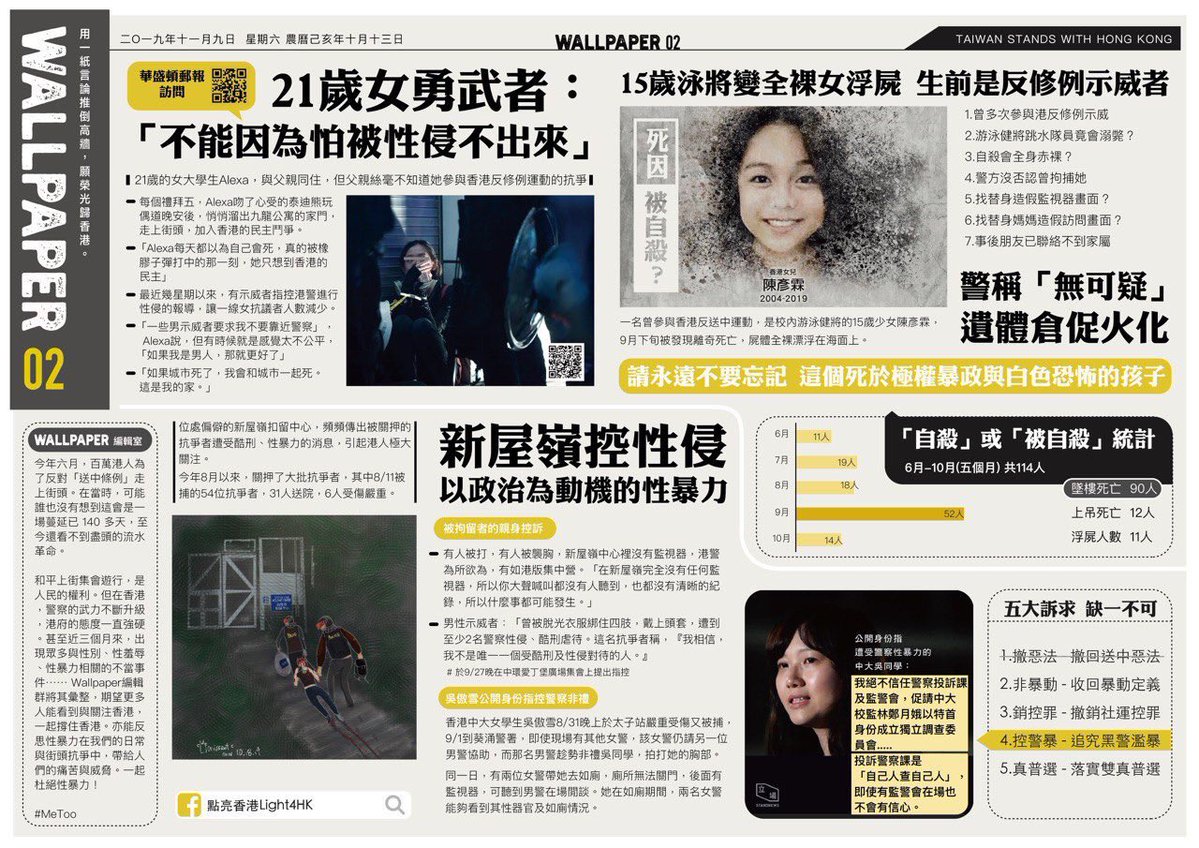 WALLPAPER 02
用一紙言論推倒高牆，願榮光歸香港。
二〇一九年十一月九日 星期六 農曆己亥年十月十三日
WALLPAPER 02
TAIWAN STANDS WITH HONG KONG
華盛頓郵報
訪問
21歲女勇武者：
「不能因為怕被性侵不出來」
21歲的女大學生Alexa，與父親同住，但父親絲毫不知道她參與香港反修例運動的抗爭
每個禮拜五，Alexa吻了心受的泰迪熊玩
偶道晚安後，悄悄溜出九龍公寓的家門，
走上街頭，加入香港的民主鬥爭。
「Alexa每天都以為自己會死，真的被橡
膠子彈打中的那一刻，她只想到香港的
民主」
最近幾星期以來，有示威者指控港警進行
性侵的報導，讓一線女抗議者人數減少。
「一些男示威者要求我不要靠近警察」，
Alexa說，但有時候就是感覺太不公平，
「如果我是男人，那就更好了」
「如果城市死了，我會和城市一起死。
這是我的家。」
15歲泳將變全裸女浮屍 生前是反修例示威者
死因 被自殺？
香港女兒
陳彥霖
2004-2019
1.曾多次參與港反修例示威
2.游泳健將跳水隊員竟會溺斃？
3.自殺會全身赤裸？
4.警方沒否認曾拘捕她
5.找替身造假監視器畫面？
6.找替身媽媽造假訪問畫面？
7.事後朋友已聯絡不到家屬
警稱「無可疑」
遺體倉促火化
一名曾參與香港反送中運動，是校內游泳健將的15歲少女陳彥霖，
9月下旬被發現離奇死亡，屍體全裸漂浮在海面上。
請永遠不要忘記 這個死於極權暴政與白色恐怖的孩子
WALLPAPER 編輯室
今年六月，百萬港人為
了反對「送中條例」走
上街頭。在當時，可能
誰也沒有想到這會是一
場蔓延已 140 多天，至
今還看不到盡頭的流水
革命。
和平上街集會遊行，是
人民的權利。但在香港
，警察的武力不斷升級
，港府的態度一直強硬
。甚至近三個月來，出
現眾多與性別、性羞辱
、性暴力相關的不當事
件⋯⋯ Wallpaper編輯
群將其彙整，期望更多
人能看到與關注香港，
一起撐住香港。亦能反
思性暴力在我們的日常
與街頭抗爭中，帶給人
們的痛苦與威脅。一起
杜絕性暴力！
#MeToo
位處偏僻的新屋嶺扣留中心，頻頻傳出被關押的
抗爭者遭受酷刑、性暴力的消息，引起港人極大
關注。
今年8月以來，關押了大批抗爭者，其中8/11被
捕的54位抗爭者，31人送院，6人受傷嚴重。
10.18.19
點亮香港Light4HK
新屋嶺控性侵
以政治為動機的性暴力
被拘留者的親身控訴
有人被打，有人被襲胸，新屋嶺中心裡沒有監視器，港警
為所欲為，有如港版集中營。「在新屋嶺完全沒有任何監
視器，所以你大聲喊叫都沒有人聽到，也都沒有清晰的紀
錄，所以什麼事都可能發生。」
男性示威者：「曾被脫光衣服綁住四肢，戴上頭套，遭到
至少2名警察性侵、酷刑虐待。這名抗爭者稱，『我相信，
我不是唯一一個受酷刑及性侵對待的人。』
# 於9/27晚在中環愛丁堡廣場集會上提出指控
吳傲雪公開身份指控警察非禮
香港中大女學生吳傲雪8/31晚上於太子站嚴重受傷又被捕，
9/1到葵涌警署，即使現場有其他女警，該女警仍請另一位
男警協助，而那名男警趁勢非禮吳同學，拍打她的胸部。
同一日，有兩位女警帶她去如廁，廁所無法關門，後面有
監視器，可聽到男警在場開談。她在如廁期間，兩名女警
能夠看到其性器官及如廁情況。
「自殺」或「被自殺」統計
6月-10月(五個月) 共114人
6月 11人
7月 19人
8月 18人
9月 52人
10月 14人
墜樓死亡 90人
上吊死亡 12人
浮屍人數 11人
公開身份指
遭受警察性暴力的
中大吳同學：
我絕不信任警察投訴課
及監警會，促請中大
校監林鄭月娥以特首
身份成立獨立調查委
員會.....
投訴警察課是
「自己人查自己人」，
即使有監警會在場也
不會有信心。
立場
STANDNEWS
五大訴求 缺一不可
1.撤惡法 - 撤回送中惡法
2.非暴動 - 收回暴動定義
3.銷控罪 - 撤銷社運控罪
4.控警暴 - 追究黑警濫暴
5.真普選 - 落實雙真普選